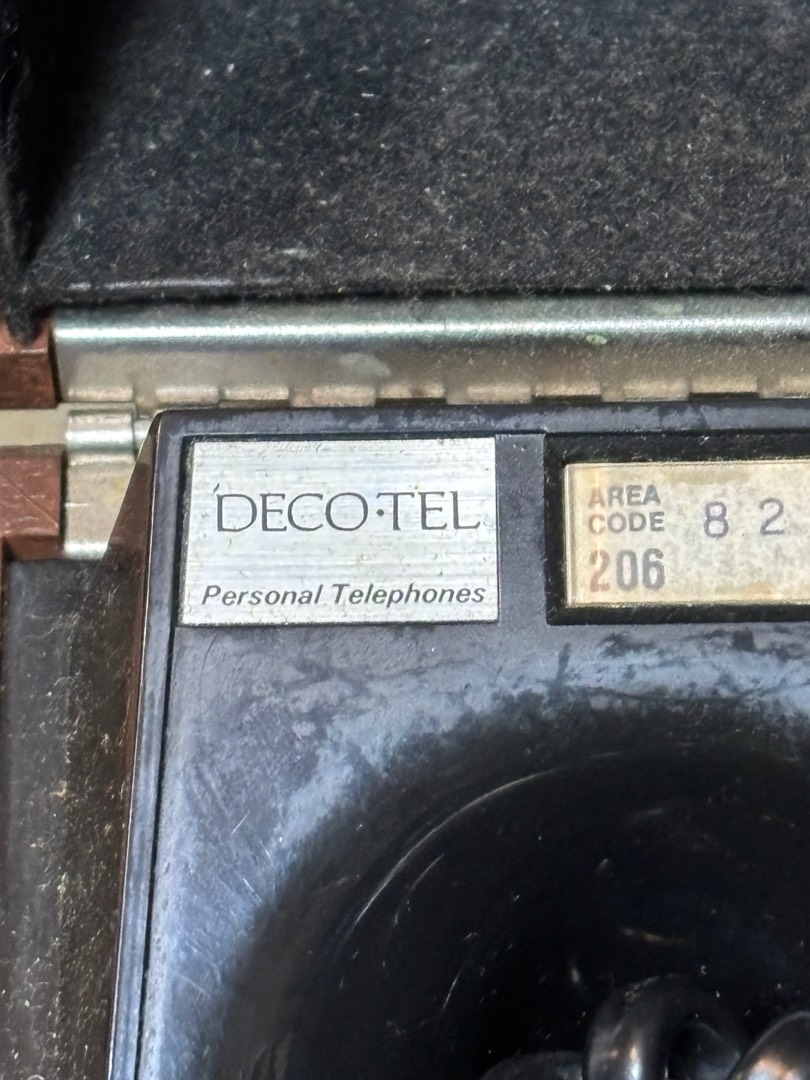 DECO·TEL
Personal Telephones
AREA
CODE 8 2
206